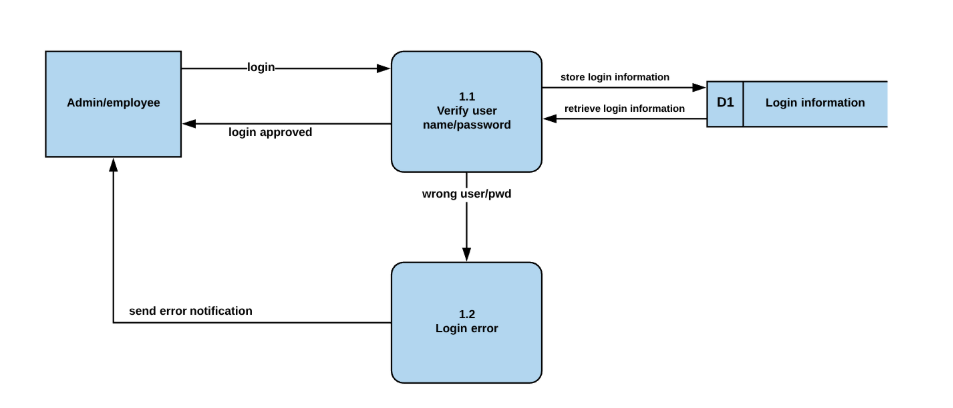 login
store login information
1.1
Verify user
name/password
Admin/employee
D1
Login information
retrieve login information
login approved
wrong user/pwd
send error notification
1.2
Login error